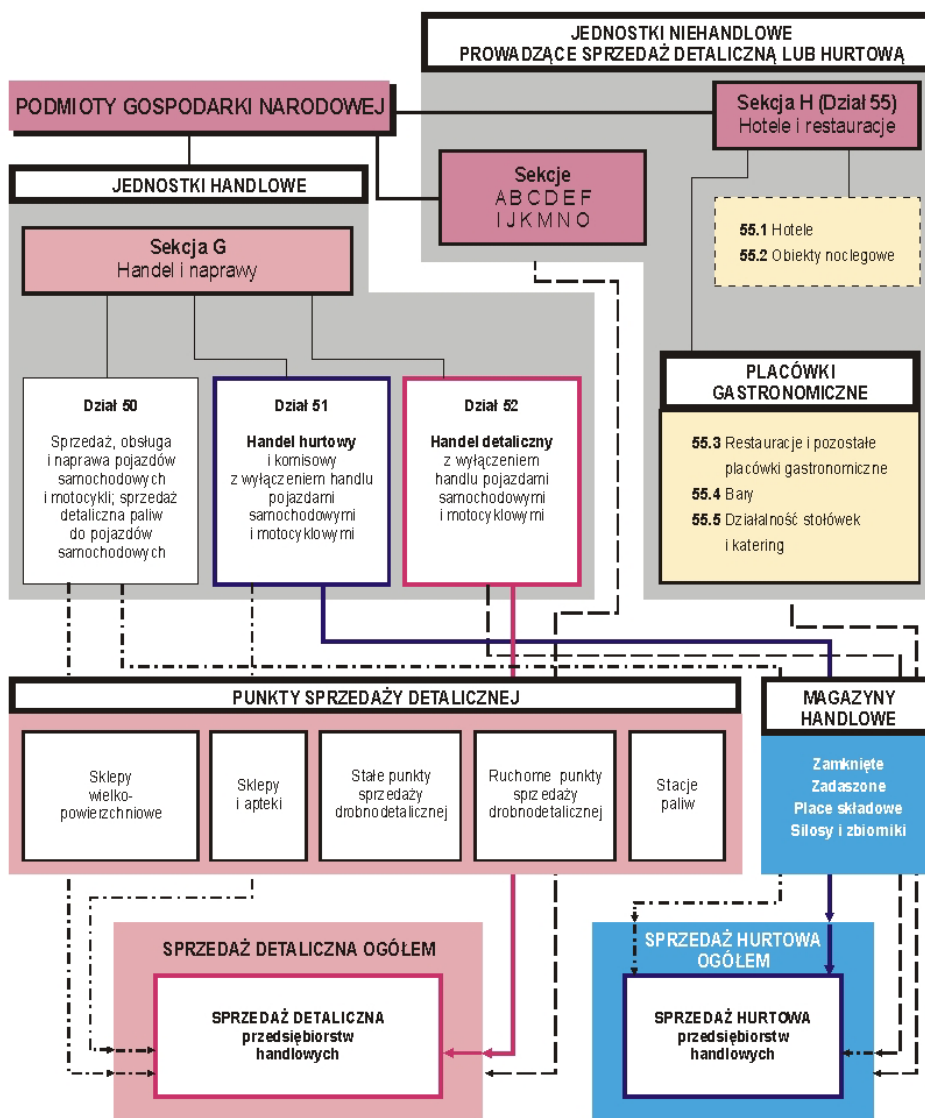 JEDNOSTKI NIEHANDLOWE
PROWADZĄCE SPRZEDAŻ DETALICZNĄ LUB HURTOWĄ
PODMIOTY GOSPODARKI NARODOWEJ
Sekcja H (Dział 55)
Hotele i restauracje
JEDNOSTKI HANDLOWE
Sekcje
A B C D E F
I J K M N O
55.1 Hotele
55.2 Obiekty noclegowe
Sekcja G
Handel i naprawy
PLACÓWKI
GASTRONOMICZNE
Dział 50
Sprzedaż, obsługa
i naprawa pojazdów
samochodowych
i motocykli; sprzedaż
detaliczna paliw
do pojazdów
samochodowych
Dział 51
Handel hurtowy
i komisowy
z wyłączeniem handlu
pojazdami
samochodowymi
i motocyklowymi
Dział 52
Handel detaliczny
z wyłączeniem
handlu pojazdami
samochodowymi
i motocyklowymi
55.3 Restauracje i pozostałe
placówki gastronomiczne
55.4 Bary
55.5 Działalność stołówek
i katering
PUNKTY SPRZEDAŻY DETALICZNEJ
MAGAZYNY
HANDLOWE
Sklepy
wielko-
powierzchniowe
Sklepy
i apteki
Stałe punkty
sprzedaży
drobnodetalicznej
Ruchome punkty
sprzedaży
drobnodetalicznej
Stacje
paliw
Zamknięte
Zadaszone
Place składowe
Silosy i zbiorniki
SPRZEDAŻ DETALICZNA OGÓŁEM
SPRZEDAŻ DETALICZNA
przedsiębiorstw
handlowych
SPRZEDAŻ HURTOWA
OGÓŁEM
SPRZEDAŻ HURTOWA
przedsiębiorstw
handlowych